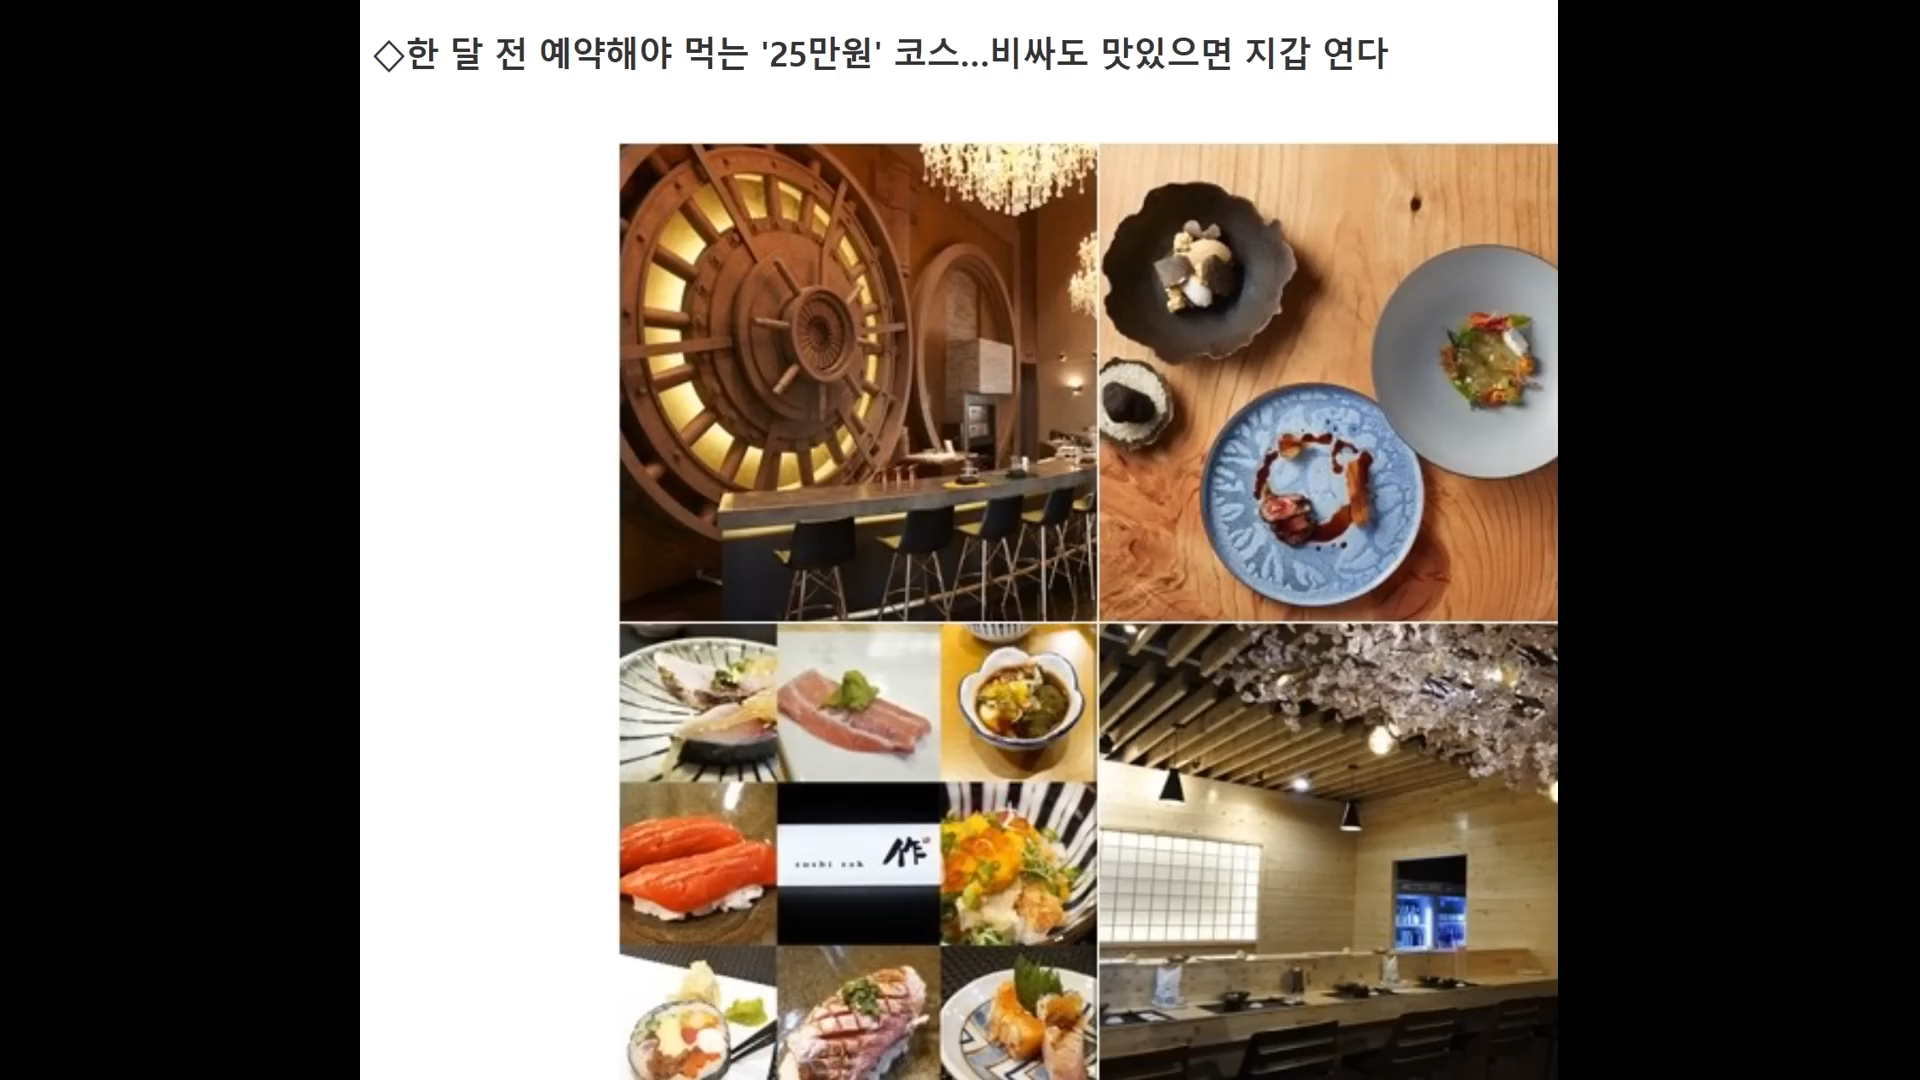 ◇한 달 전 예약해야 먹는 '25만원' 코스...비싸도 맛있으면 지갑 연다
sushi sak 作